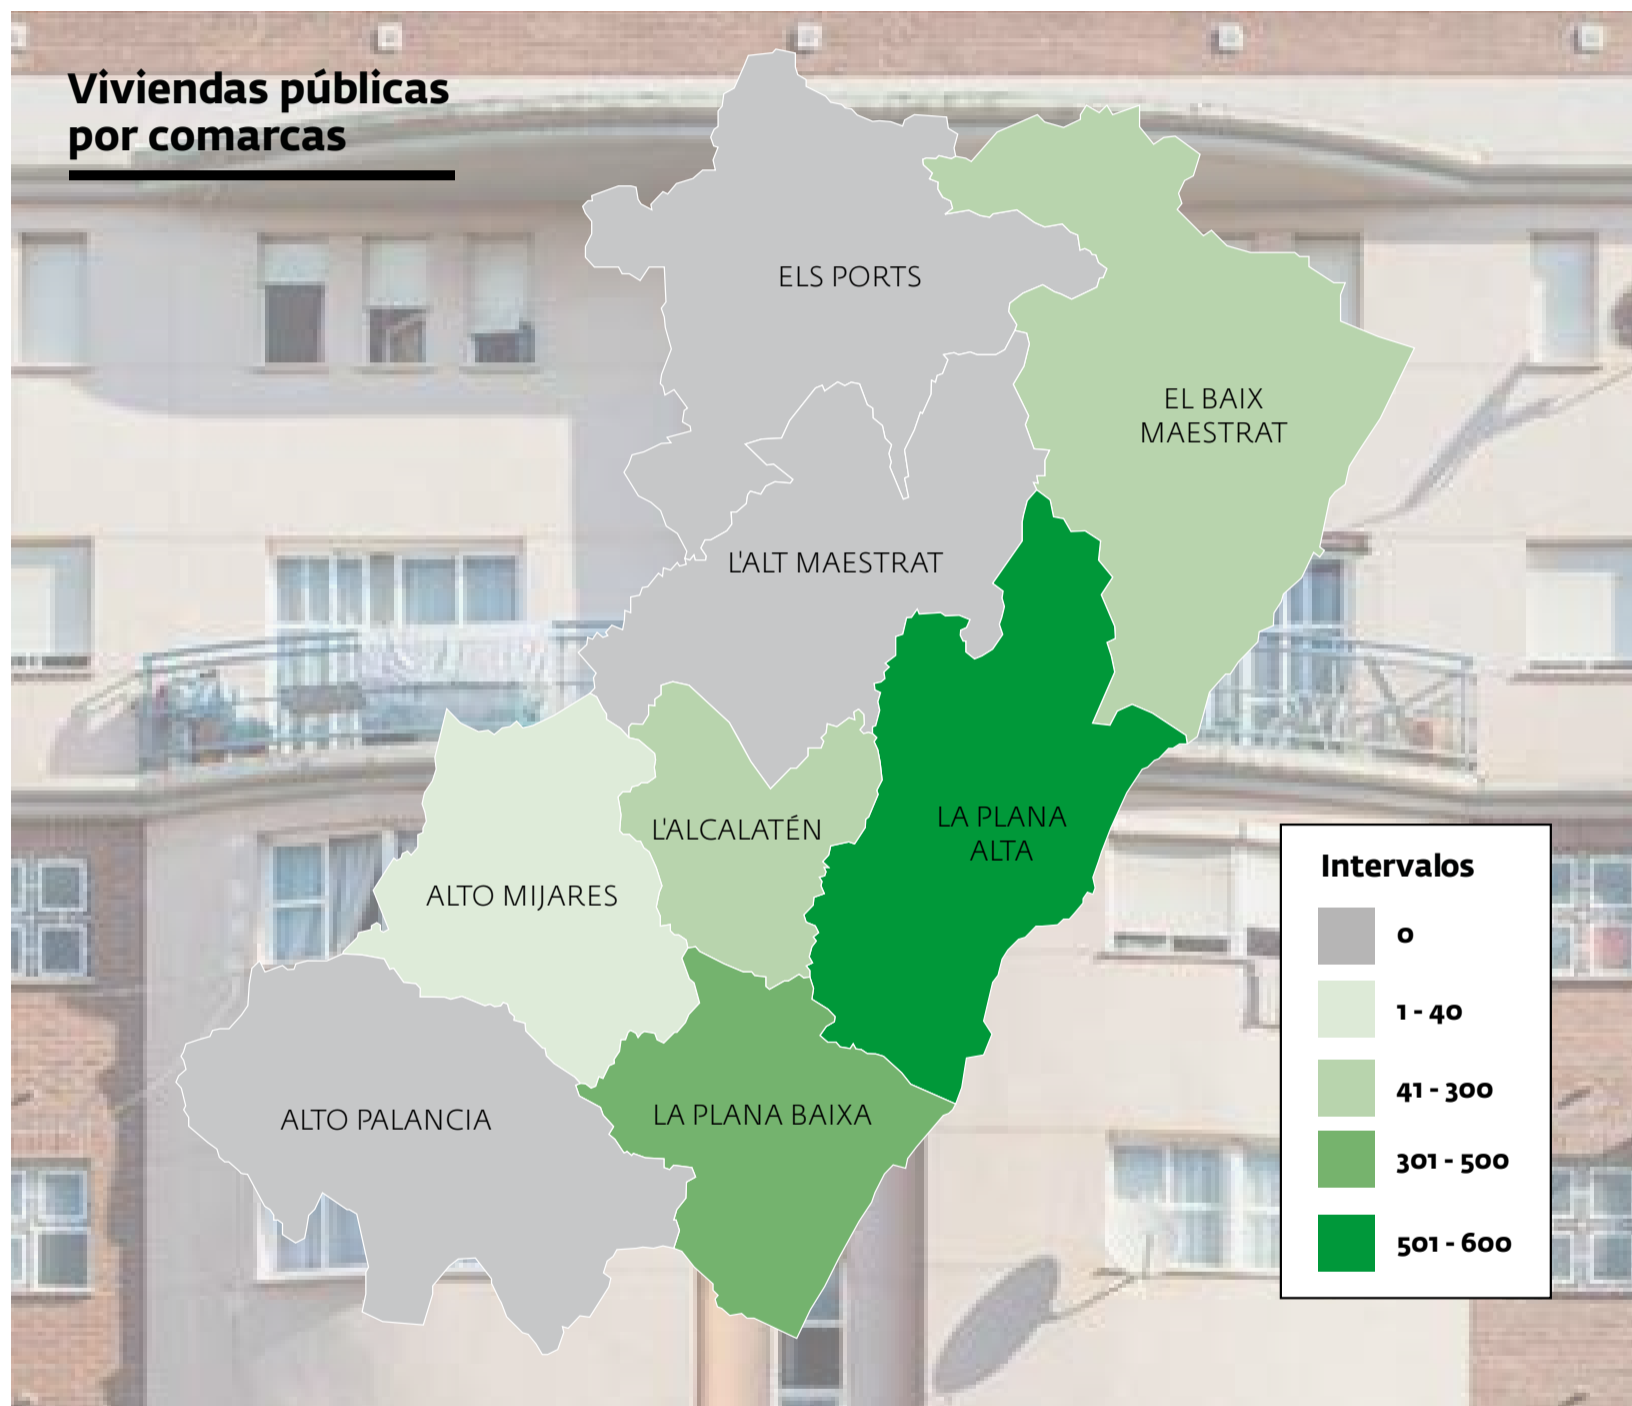 Viviendas públicas
por comarcas
ELS PORTS
EL BAIX
MAESTRAT
L'ALT MAESTRAT
LA PLANA
ALTA
L'ALCALATÉN
ALTO MIJARES
LA PLANA BAIXA
ALTO PALANCIA
Intervalos
0
1 - 40
41 - 300
301 - 500
501 - 600